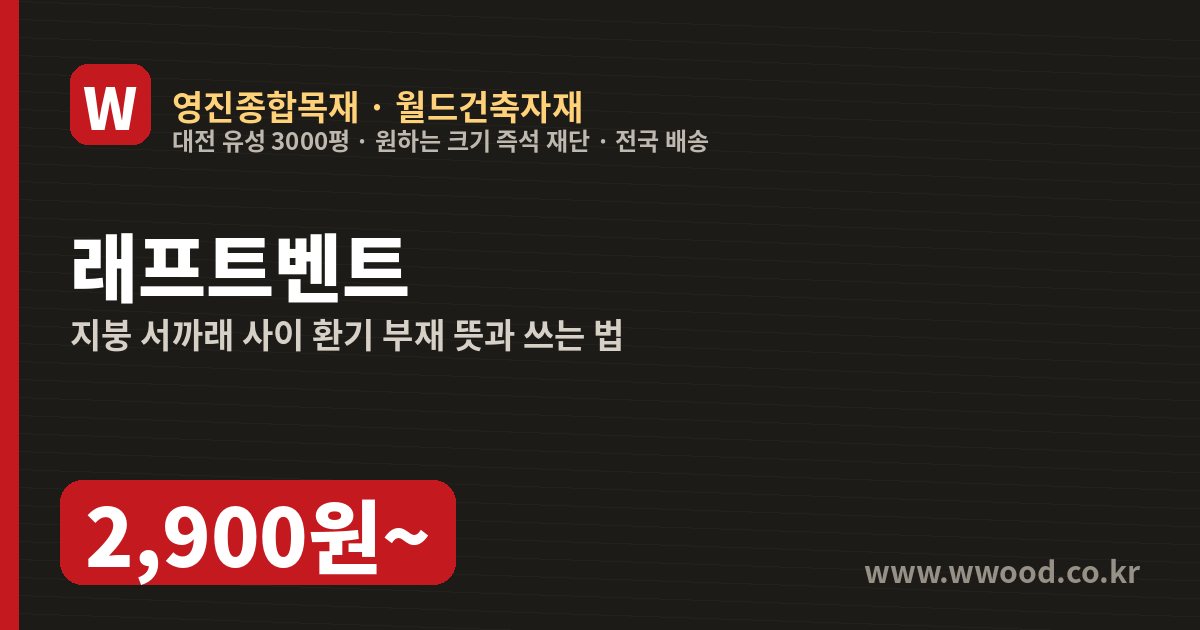 W
영진종합목재 · 월드건축자재
대전 유성 3000평 · 원하는 크기 즉석 재단 · 전국 배송
래프트벤트
지붕 서까래 사이 환기 부재 뜻과 쓰는 법
2,900원~
www.wwood.co.kr